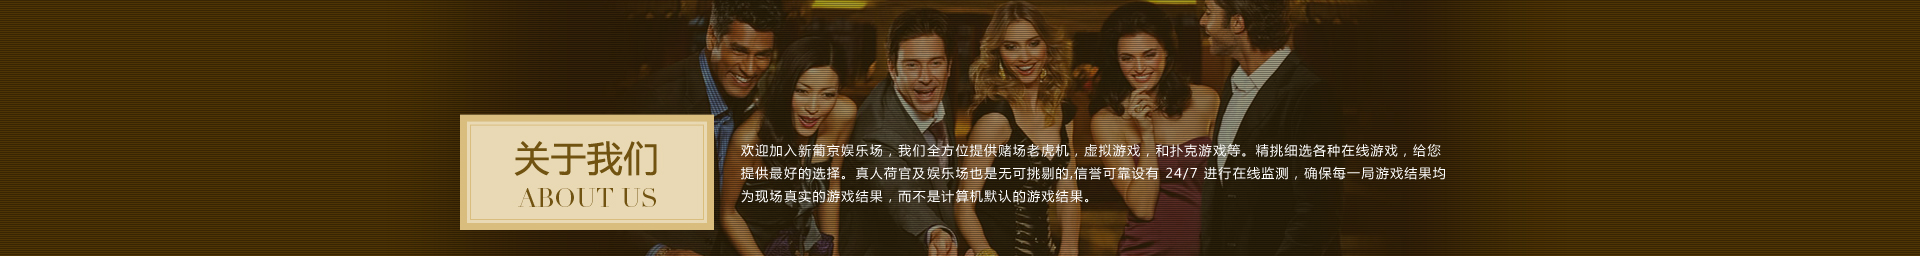 关于我们
ABOUT US
欢迎加入新葡京娱乐场，我们全方位提供赌场老虎机，虚拟游戏，和扑克游戏等。精挑细选各种在线游戏，给您
提供最好的选择。真人荷官及娱乐场也是无可挑剔的,信誉可靠设有 24/7 进行在线监测，确保每一局游戏结果均
为现场真实的游戏结果，而不是计算机默认的游戏结果。